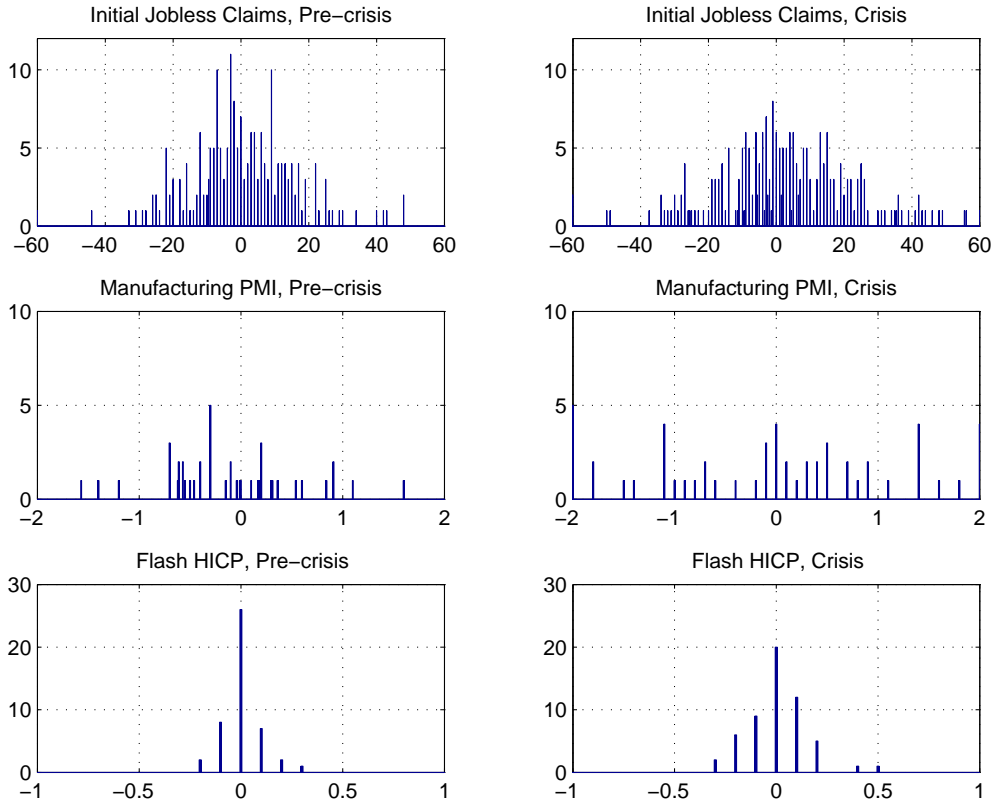 Initial Jobless Claims, Pre−crisis
10
5
0
−60 −40 −20 0 20 40 60
Initial Jobless Claims, Crisis
10
5
0
−60 −40 −20 0 20 40 60
Manufacturing PMI, Pre−crisis
10
5
0
−2 −1 0 1 2
Manufacturing PMI, Crisis
10
5
0
−2 −1 0 1 2
Flash HICP, Pre−crisis
30
20
10
0
−1 −0.5 0 0.5 1
Flash HICP, Crisis
30
20
10
0
−1 −0.5 0 0.5 1